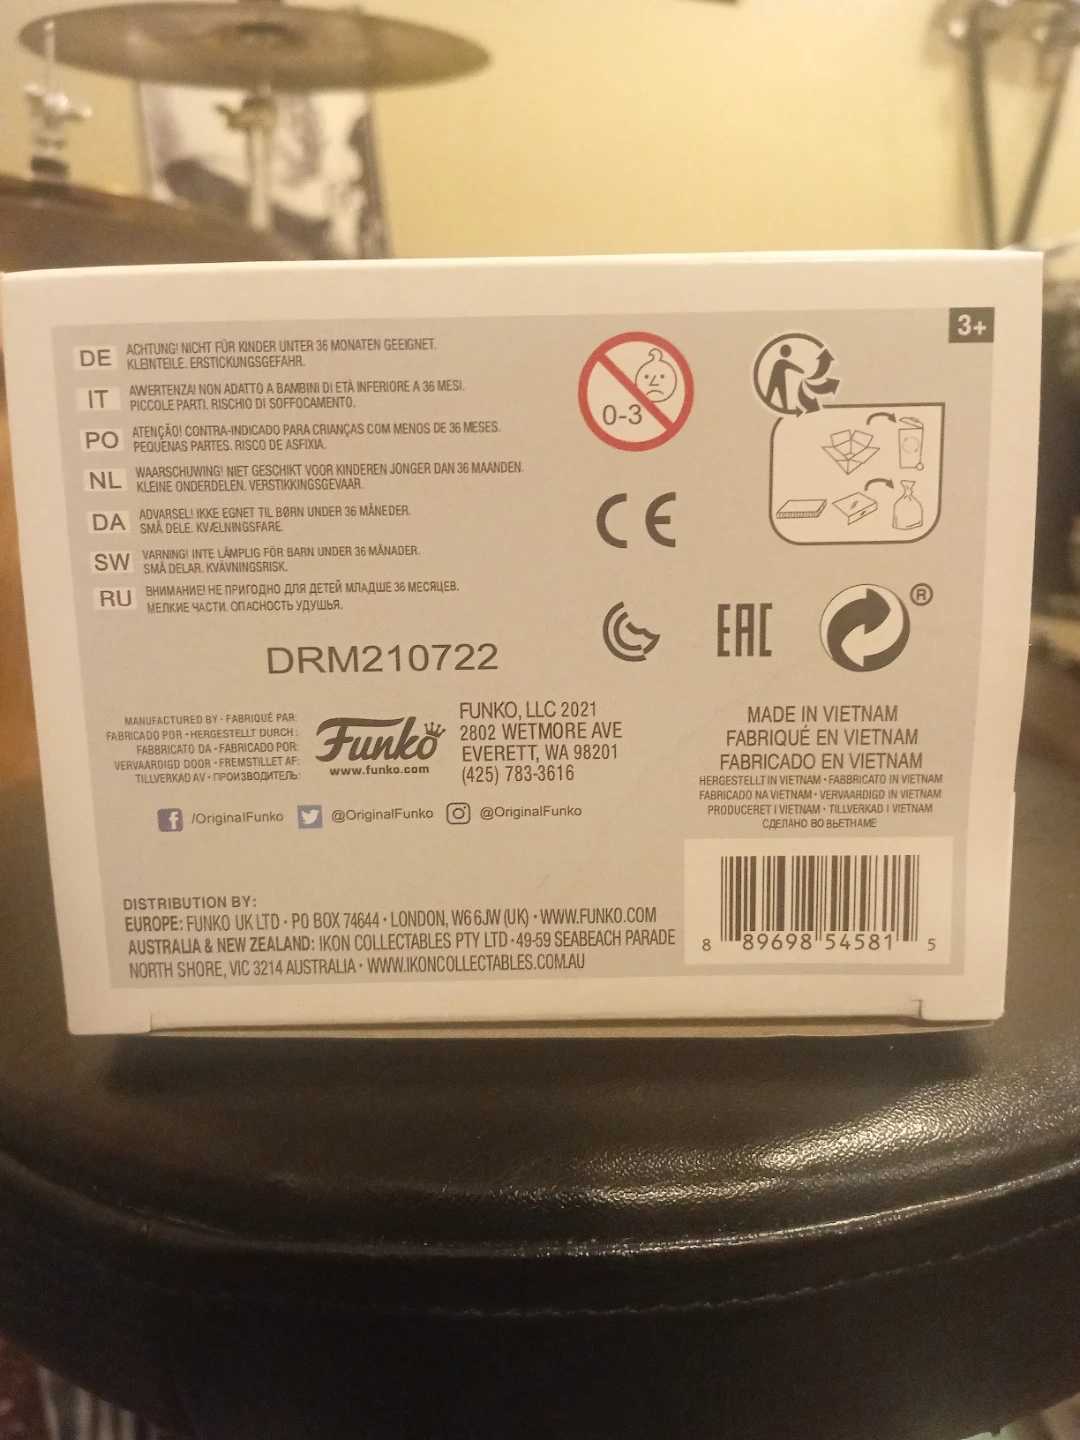 3+
DE ACHTUNG! NICHT FÜR KINDER UNTER 36 MONATEN GEEIGNET.
KLEINTEILE. ERSTICKUNGSGEFAHR.
IT AVVERTENZA! NON ADATTO A BAMBINI DI ETÀ INFERIORE A 36 MESI.
PICCOLE PARTI. RISCHIO DI SOFFOCAMENTO.
PO ATENÇÃO! CONTRA-INDICADO PARA CRIANÇAS COM MENOS DE 36 MESES.
PEQUENAS PARTES. RISCO DE ASFIXIA.
NL WAARSCHUWING! NIET GESCHIKT VOOR KINDEREN JONGER DAN 36 MAANDEN.
KLEINE ONDERDELEN. VERSTIKKINGSGEVAAR.
DA ADVARSEL! IKKE EGNET TIL BØRN UNDER 36 MÅNEDER.
SMÅ DELE. KVÆLNINGSFARE.
SW VARNING! INTE LÄMPLIG FÖR BARN UNDER 36 MÅNADER.
SMÅ DELAR. KVÄVNINGSRISK.
RU ВНИМАНИЕ! НЕ ПРИГОДНО ДЛЯ ДЕТЕЙ МЛАДШЕ 36 МЕСЯЦЕВ.
МЕЛКИЕ ЧАСТИ. ОПАСНОСТЬ УДУШЬЯ.
0-3
CE
EAC
®
DRM210722
MANUFACTURED BY · FABRIQUÉ PAR:
FABRICADO POR · HERGESTELLT DURCH:
FABBRICATO DA · FABRICADO POR:
VERVAARDIGD DOOR · FREMSTILLET AF:
TILLVERKAD AV · ПРОИЗВОДИТЕЛЬ:
Funko
www.funko.com
FUNKO, LLC 2021
2802 WETMORE AVE
EVERETT, WA 98201
(425) 783-3616
/OriginalFunko @OriginalFunko @OriginalFunko
MADE IN VIETNAM
FABRIQUÉ EN VIETNAM
FABRICADO EN VIETNAM
HERGESTELLT IN VIETNAM · FABBRICATO IN VIETNAM
FABRICADO NA VIETNAM · VERVAARDIGD IN VIETNAM
PRODUCERET I VIETNAM · TILLVERKAD I VIETNAM
СДЕЛАНО ВО ВЬЕТНАМЕ
DISTRIBUTION BY:
EUROPE: FUNKO UK LTD · PO BOX 74644 · LONDON, W6 6JW (UK) · WWW.FUNKO.COM
AUSTRALIA & NEW ZEALAND: IKON COLLECTABLES PTY LTD · 49-59 SEABEACH PARADE
NORTH SHORE, VIC 3214 AUSTRALIA · WWW.IKONCOLLECTABLES.COM.AU
8 89698 54581 5